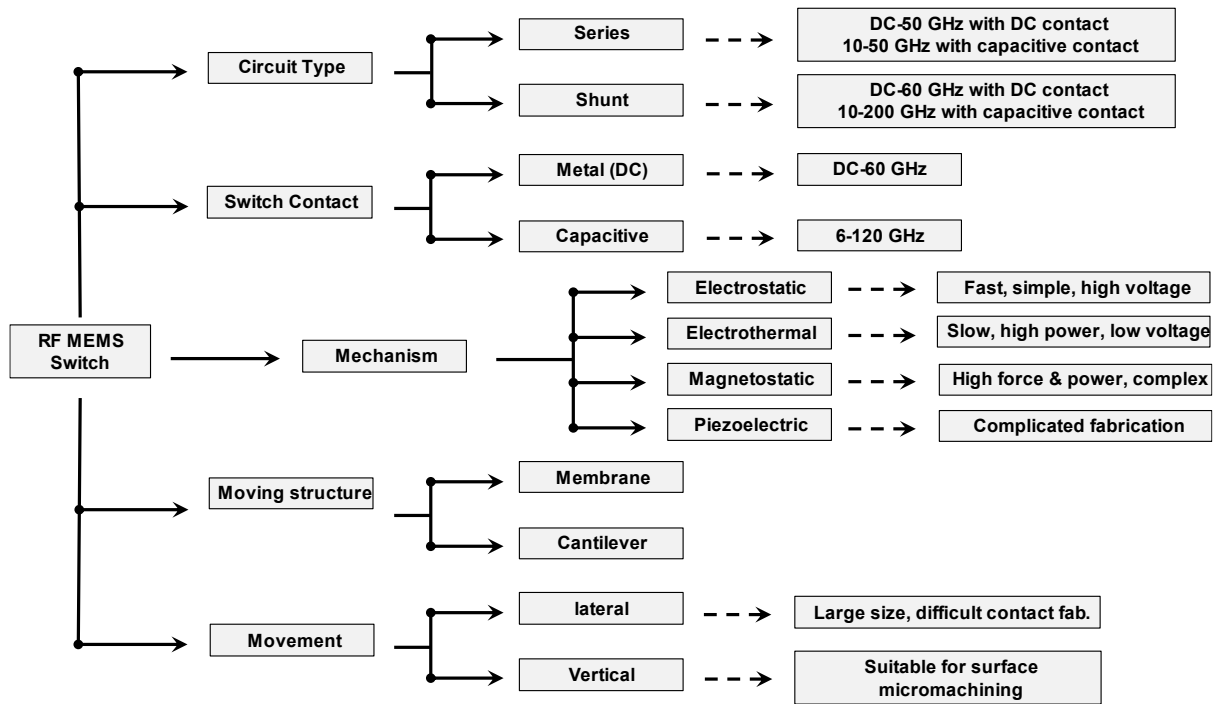 Series
DC-50 GHz with DC contact
10-50 GHz with capacitive contact
Circuit Type
Shunt
DC-60 GHz with DC contact
10-200 GHz with capacitive contact
Metal (DC)
DC-60 GHz
Switch Contact
Capacitive
6-120 GHz
Electrostatic
Fast, simple, high voltage
RF MEMS
Switch
Mechanism
Electrothermal
Slow, high power, low voltage
Magnetostatic
High force & power, complex
Piezoelectric
Complicated fabrication
Membrane
Moving structure
Cantilever
lateral
Large size, difficult contact fab.
Movement
Vertical
Suitable for surface
micromachining